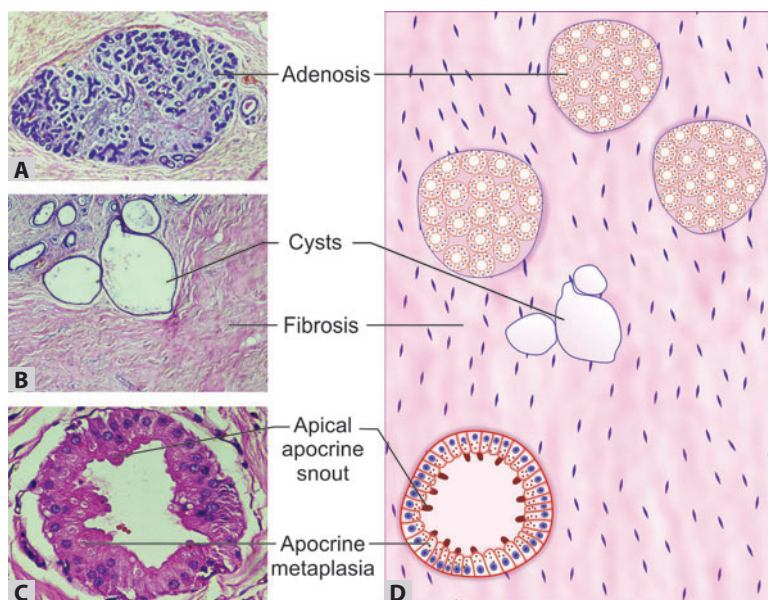 Adenosis
A
Cysts
Fibrosis
B
Apical
apocrine
snout
Apocrine
metaplasia
C
D